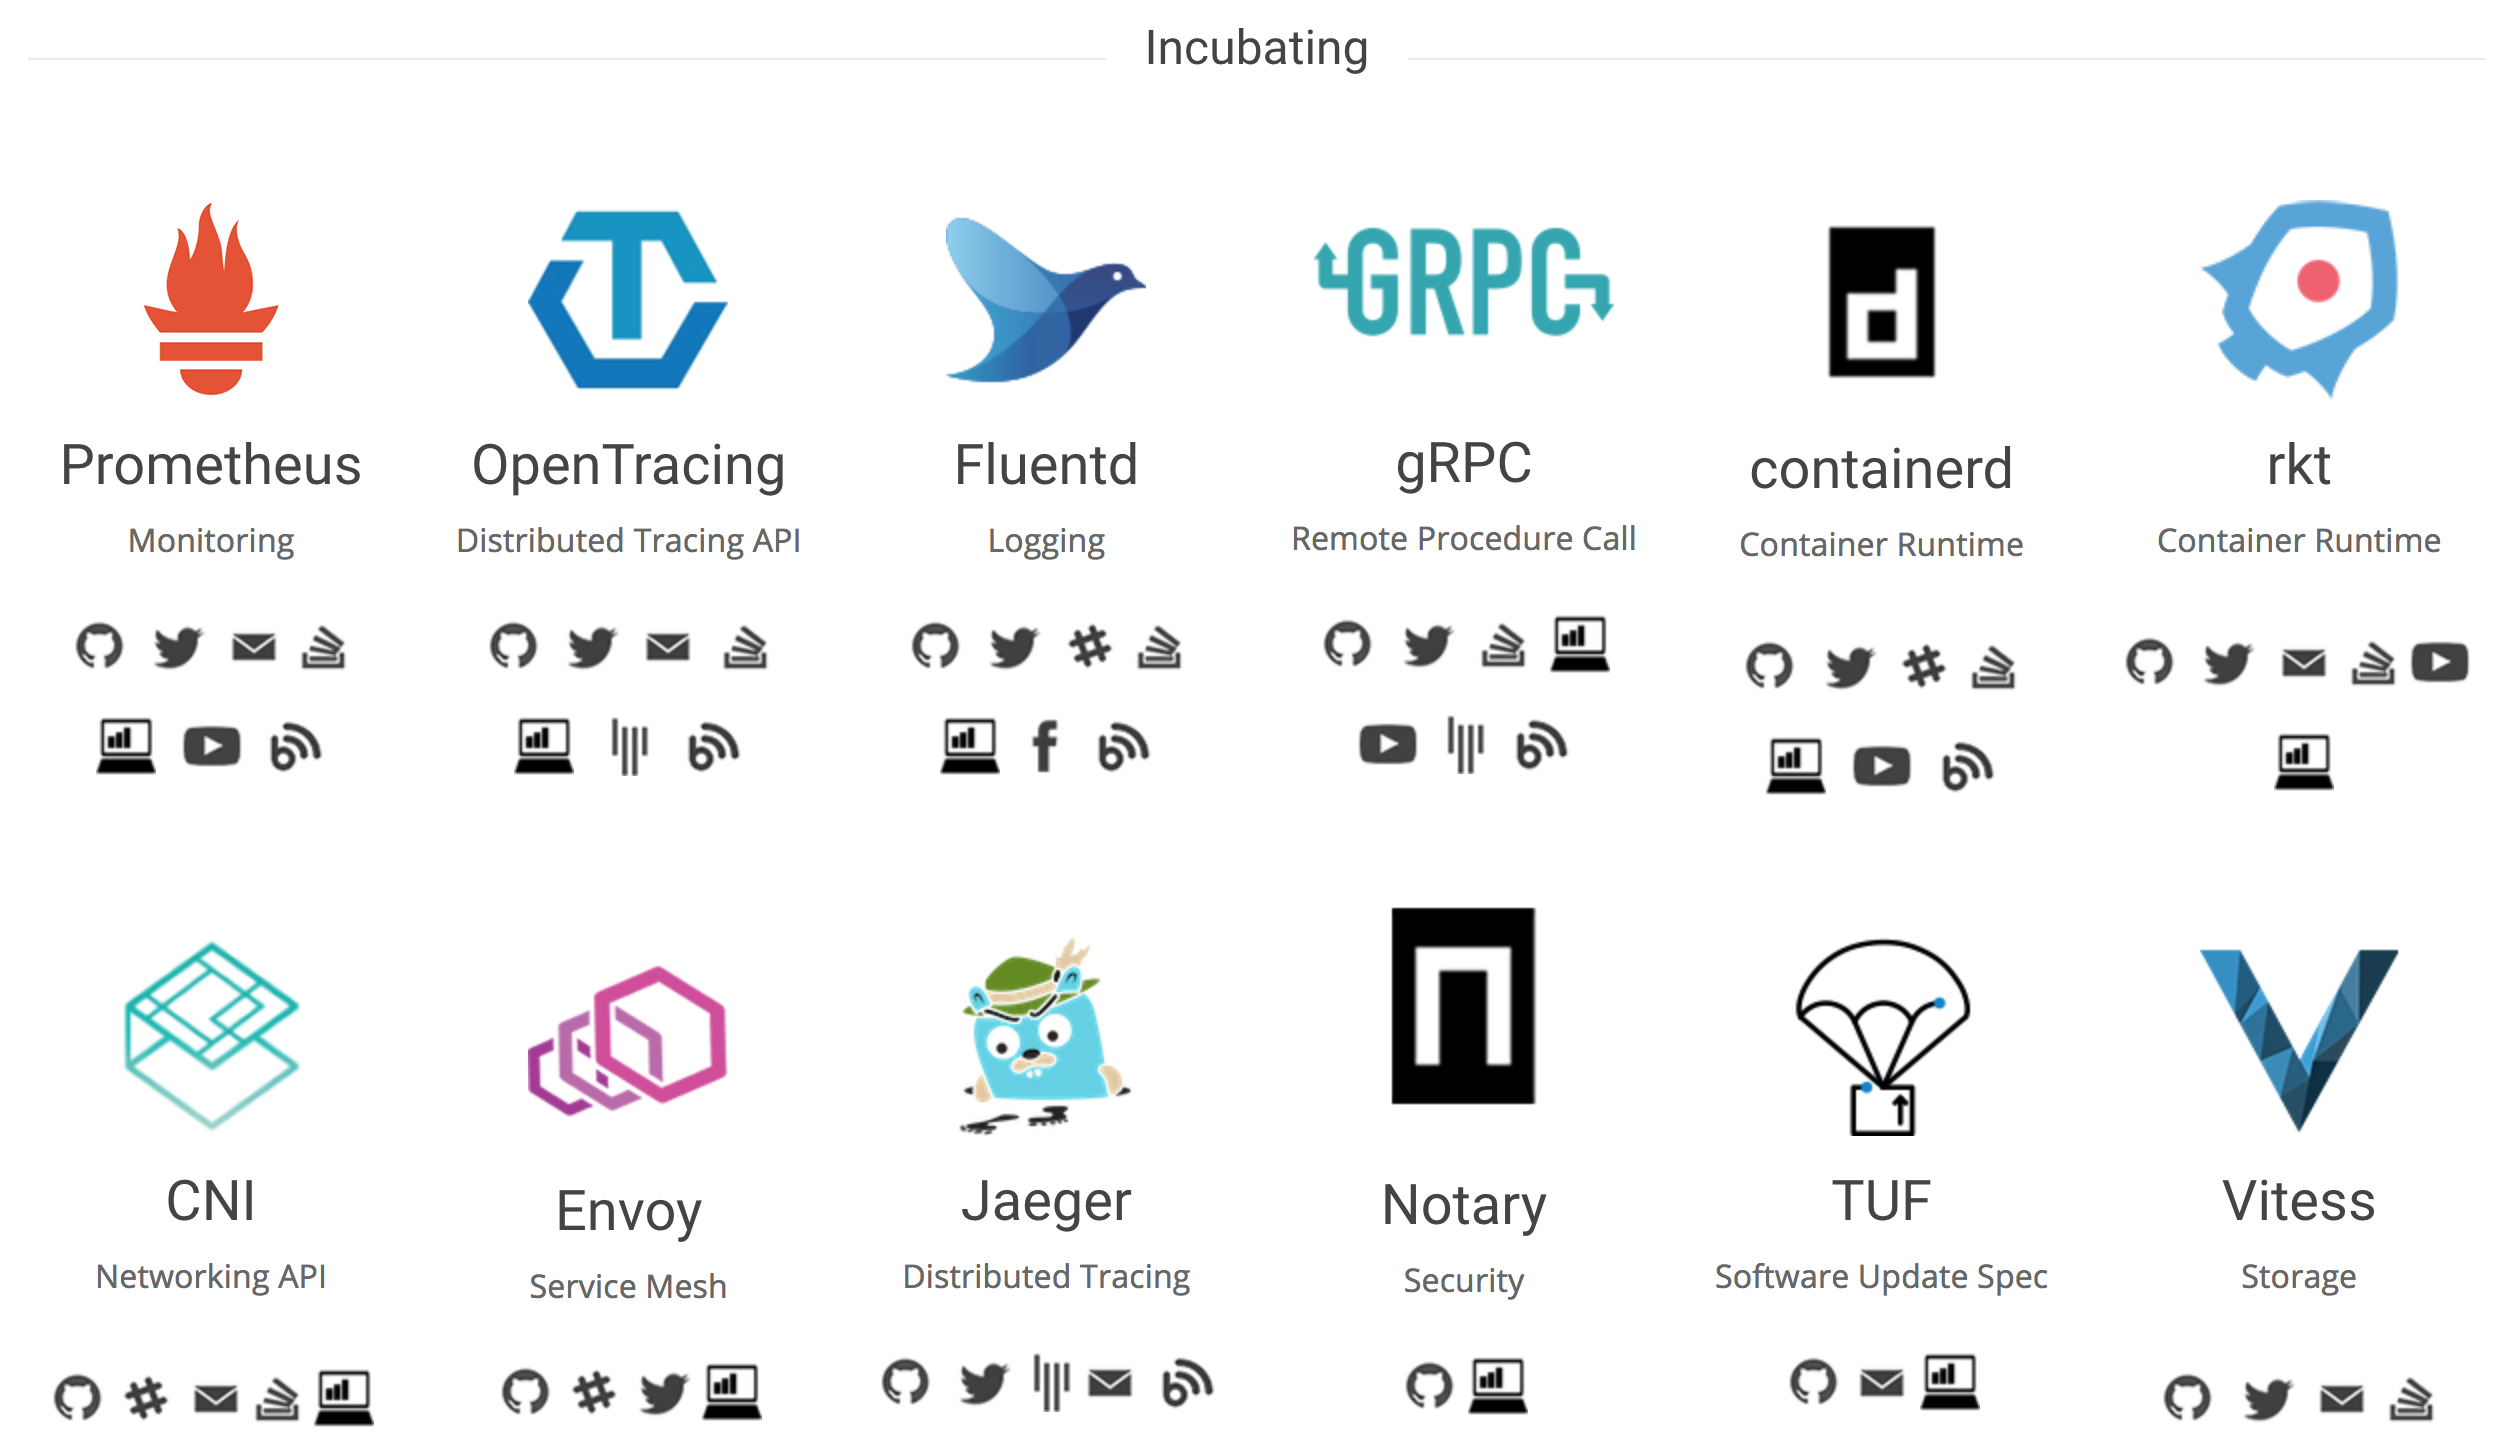 Incubating
GRPC
Prometheus
OpenTracing
Fluentd
gRPC
containerd
rkt
Monitoring
Distributed Tracing API
Logging
Remote Procedure Call
Container Runtime
Container Runtime
CNI
Envoy
Jaeger
Notary
TUF
Vitess
Networking API
Service Mesh
Distributed Tracing
Security
Software Update Spec
Storage